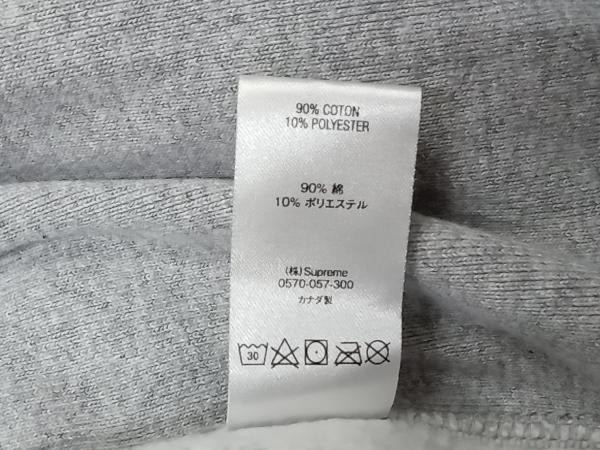 90% COTON
10% POLYESTER
90% 綿
10% ポリエステル
(株)Supreme
0570-057-300
カナダ製
30